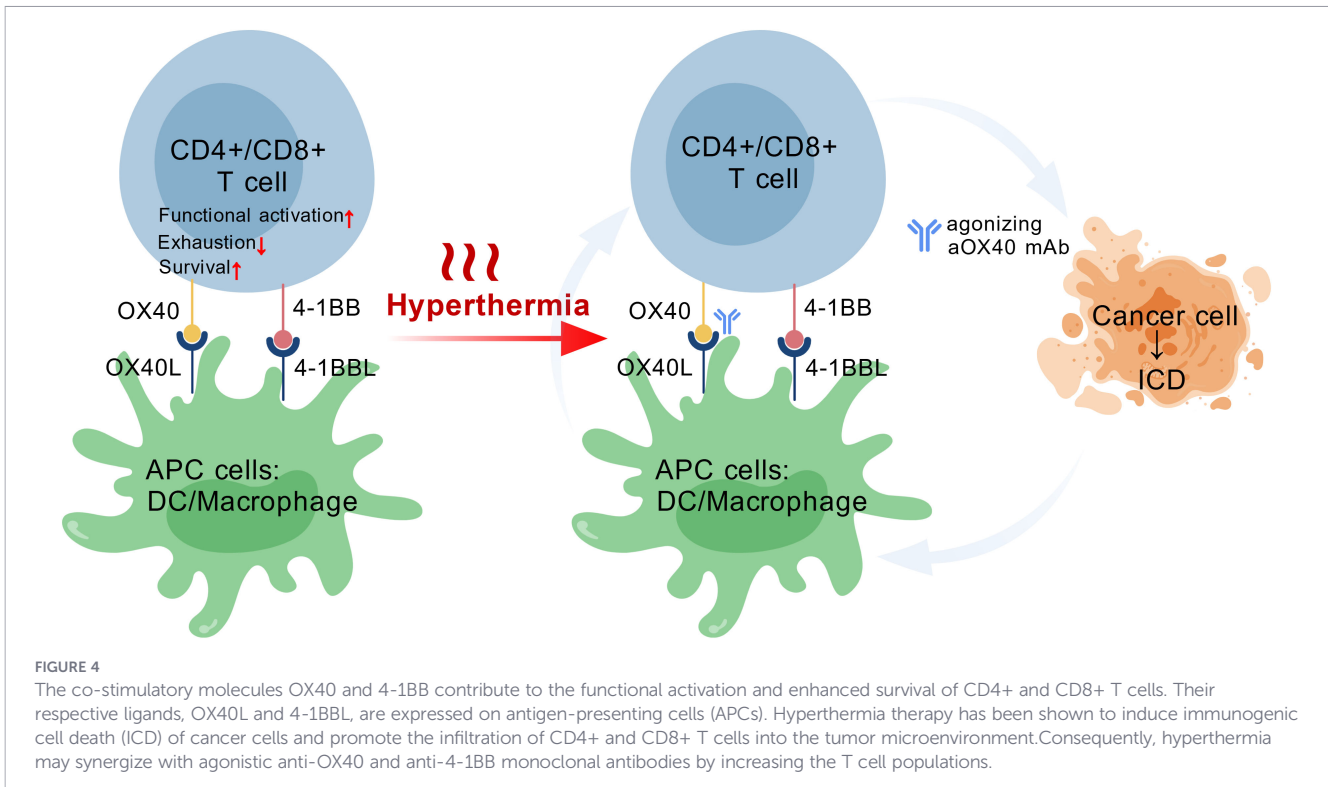 CD4+/CD8+
T cell
Functional activation↑
Exhaustion↓
Survival↑
OX40
4-1BB
OX40L
4-1BBL
APC cells:
DC/Macrophage
Hyperthermia
CD4+/CD8+
T cell
OX40
4-1BB
OX40L
4-1BBL
APC cells:
DC/Macrophage
agonizing
aOX40 mAb
Cancer cell
↓
ICD
FIGURE 4
The co-stimulatory molecules OX40 and 4-1BB contribute to the functional activation and enhanced survival of CD4+ and CD8+ T cells. Their
respective ligands, OX40L and 4-1BBL, are expressed on antigen-presenting cells (APCs). Hyperthermia therapy has been shown to induce immunogenic
cell death (ICD) of cancer cells and promote the infiltration of CD4+ and CD8+ T cells into the tumor microenvironment.Consequently, hyperthermia
may synergize with agonistic anti-OX40 and anti-4-1BB monoclonal antibodies by increasing the T cell populations.